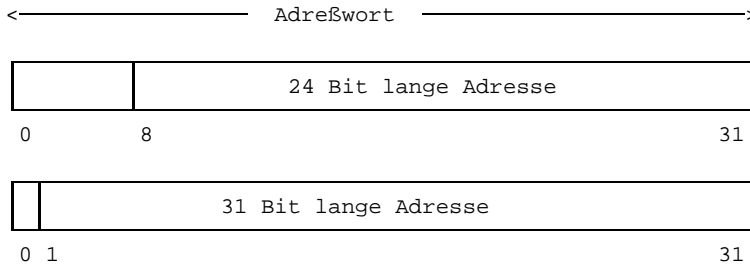 Adreßwort
24 Bit lange Adresse
0 8 31
31 Bit lange Adresse
0 1 31